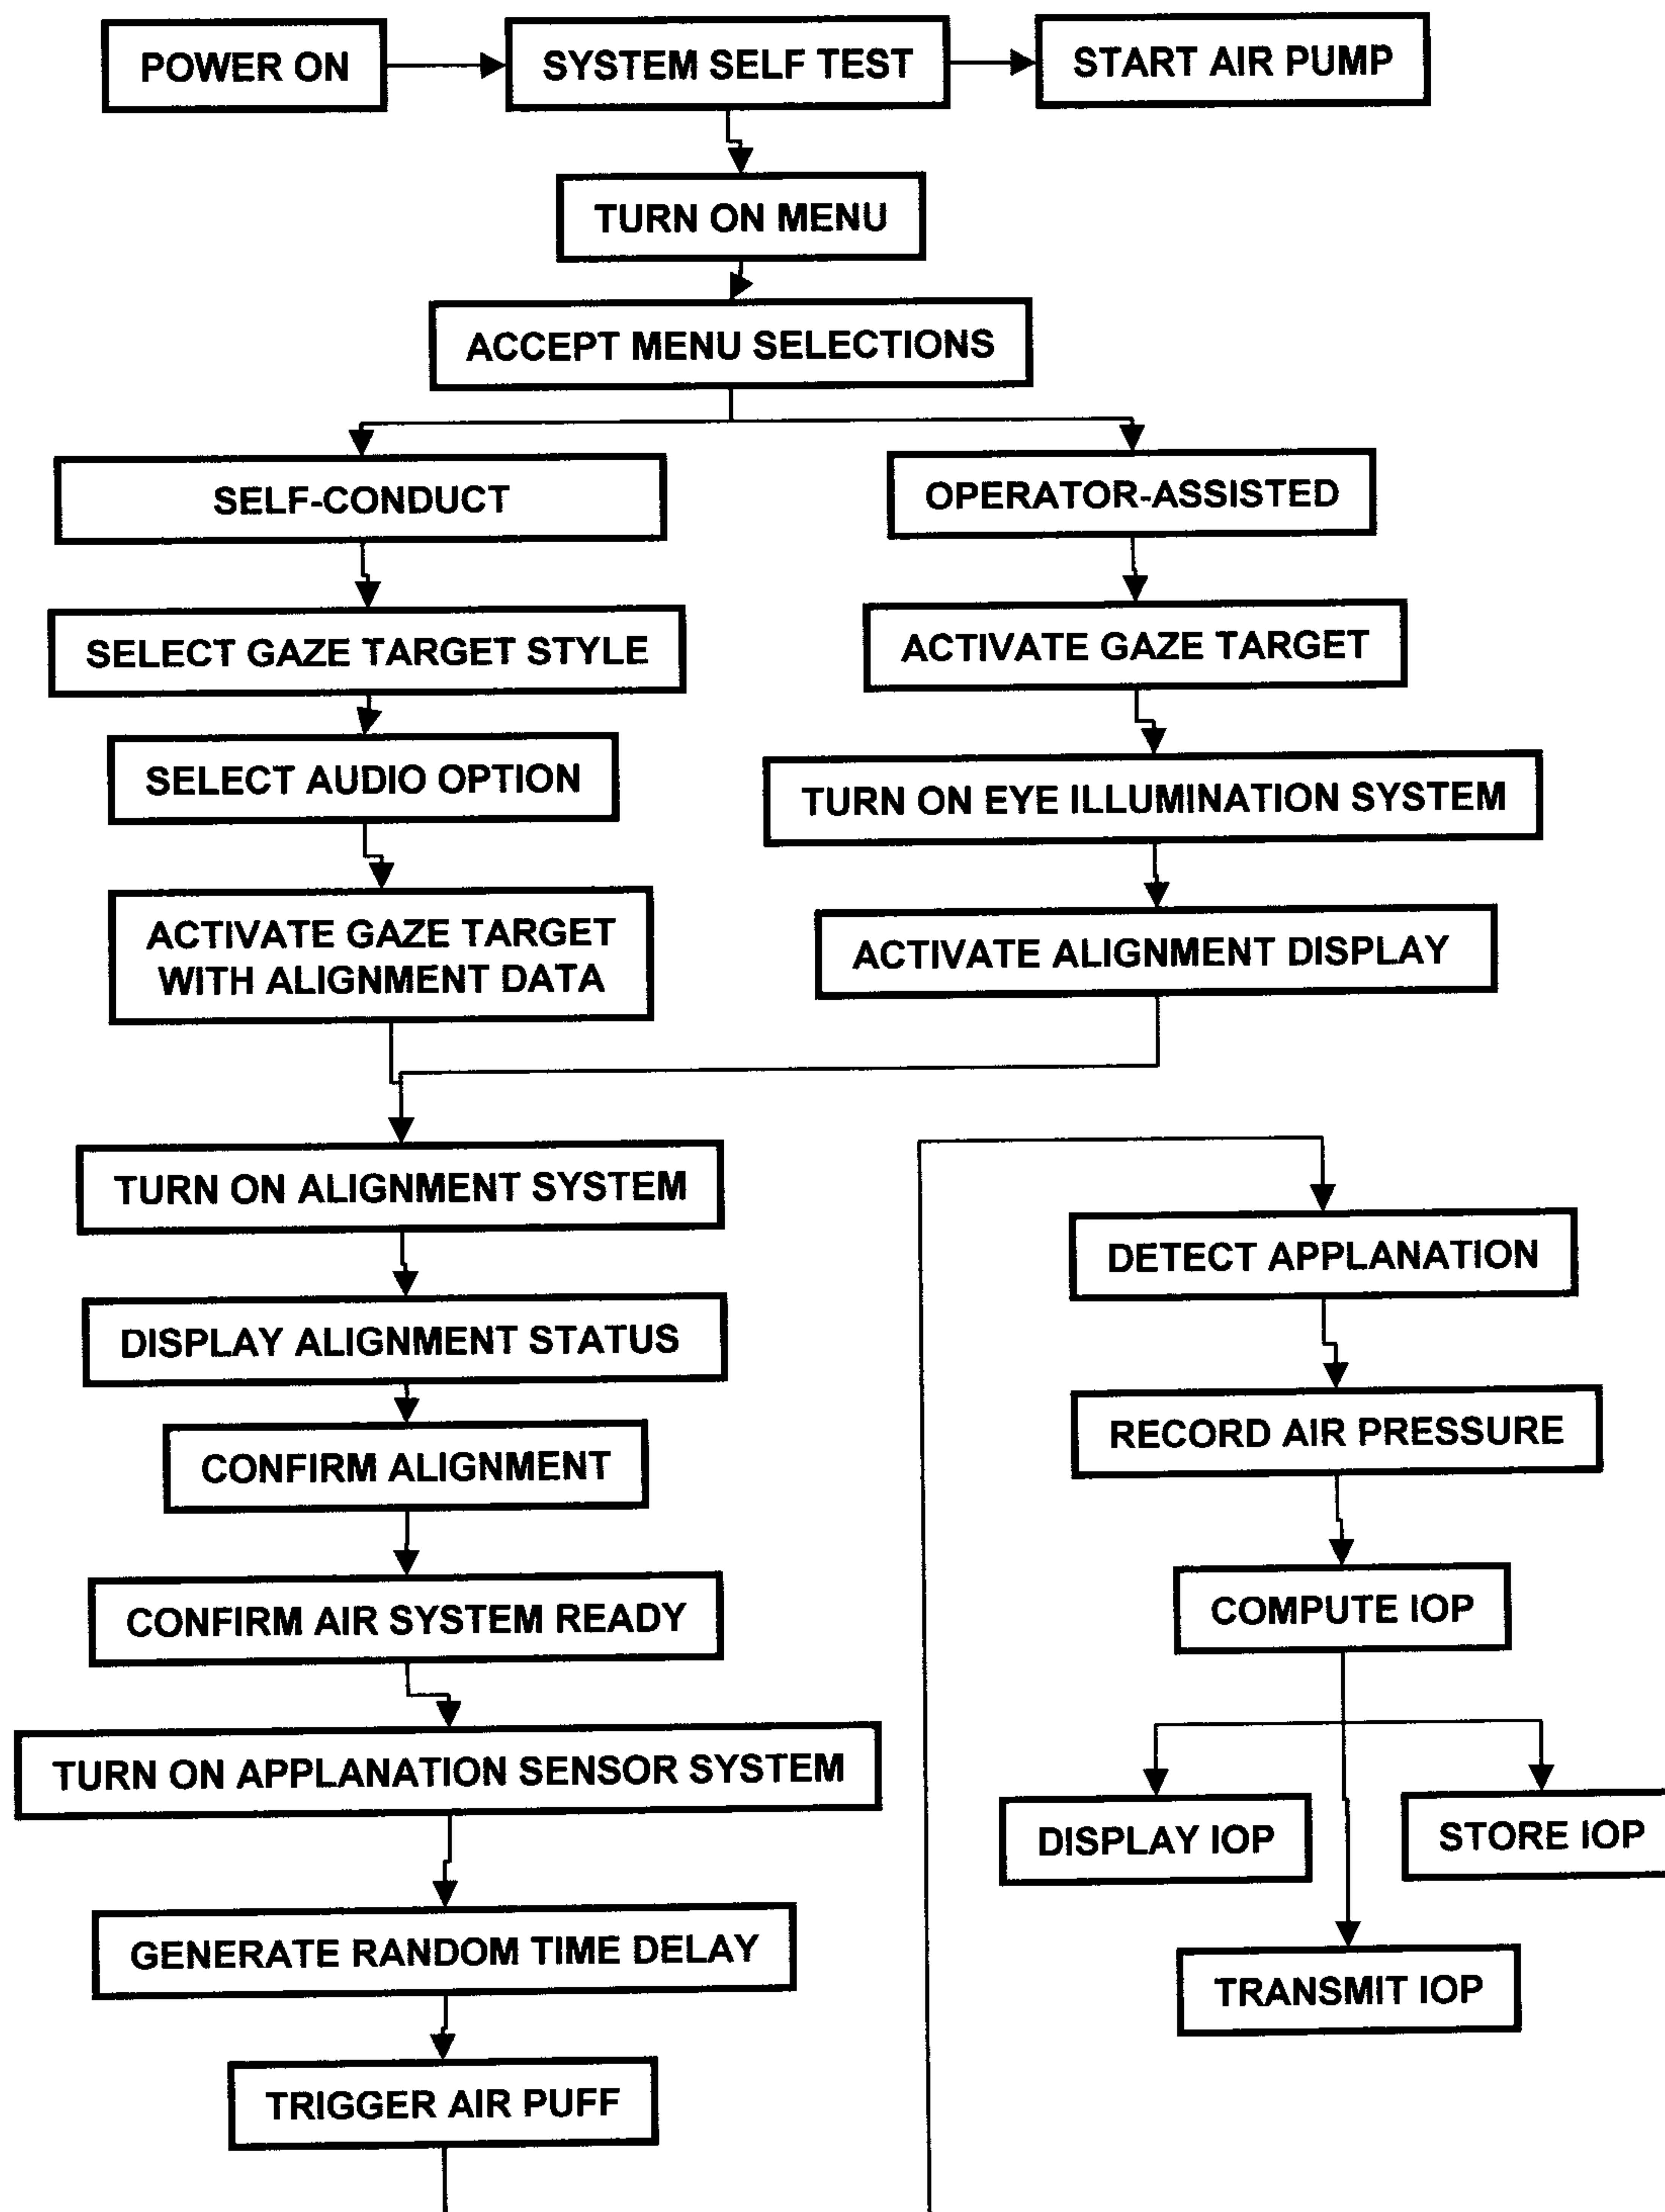 POWER ON
SYSTEM SELF TEST
START AIR PUMP
TURN ON MENU
ACCEPT MENU SELECTIONS
SELF-CONDUCT
OPERATOR-ASSISTED
SELECT GAZE TARGET STYLE
ACTIVATE GAZE TARGET
SELECT AUDIO OPTION
TURN ON EYE ILLUMINATION SYSTEM
ACTIVATE GAZE TARGET
WITH ALIGNMENT DATA
ACTIVATE ALIGNMENT DISPLAY
TURN ON ALIGNMENT SYSTEM
DISPLAY ALIGNMENT STATUS
CONFIRM ALIGNMENT
CONFIRM AIR SYSTEM READY
TURN ON APPLANATION SENSOR SYSTEM
GENERATE RANDOM TIME DELAY
TRIGGER AIR PUFF
DETECT APPLANATION
RECORD AIR PRESSURE
COMPUTE IOP
DISPLAY IOP
STORE IOP
TRANSMIT IOP